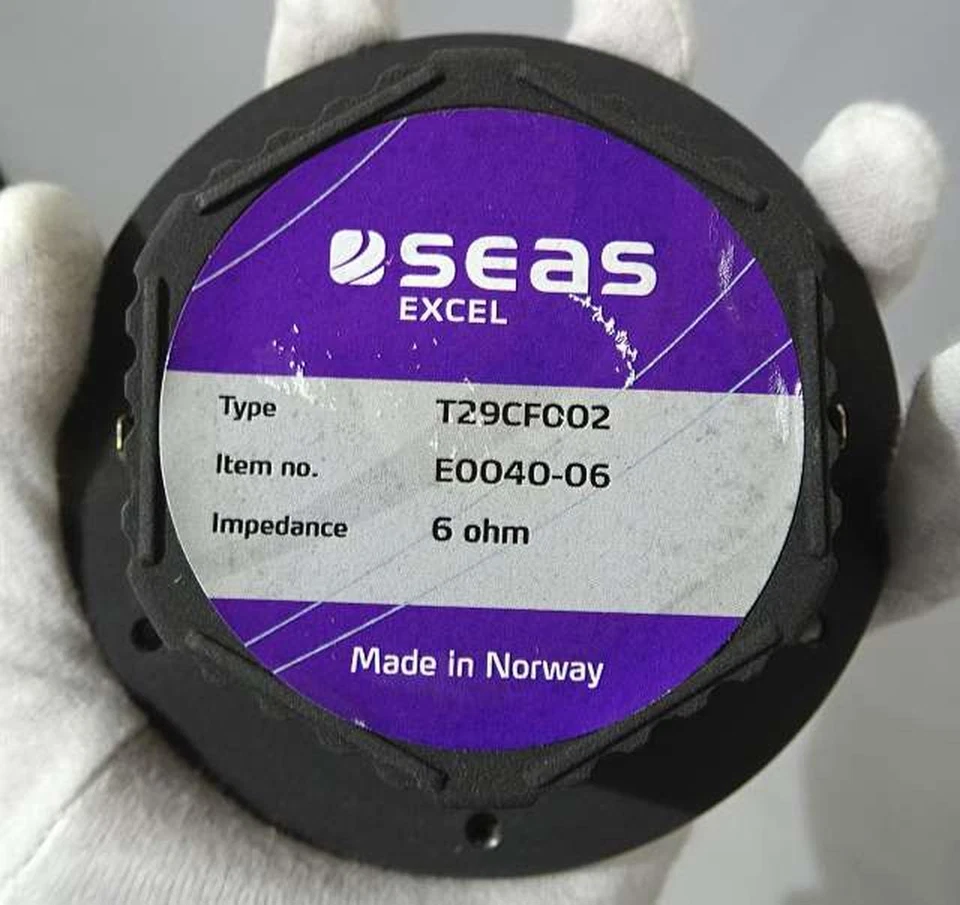 seas
EXCEL
Type T29CF002
Item no. E0040-06
Impedance 6 ohm
Made in Norway